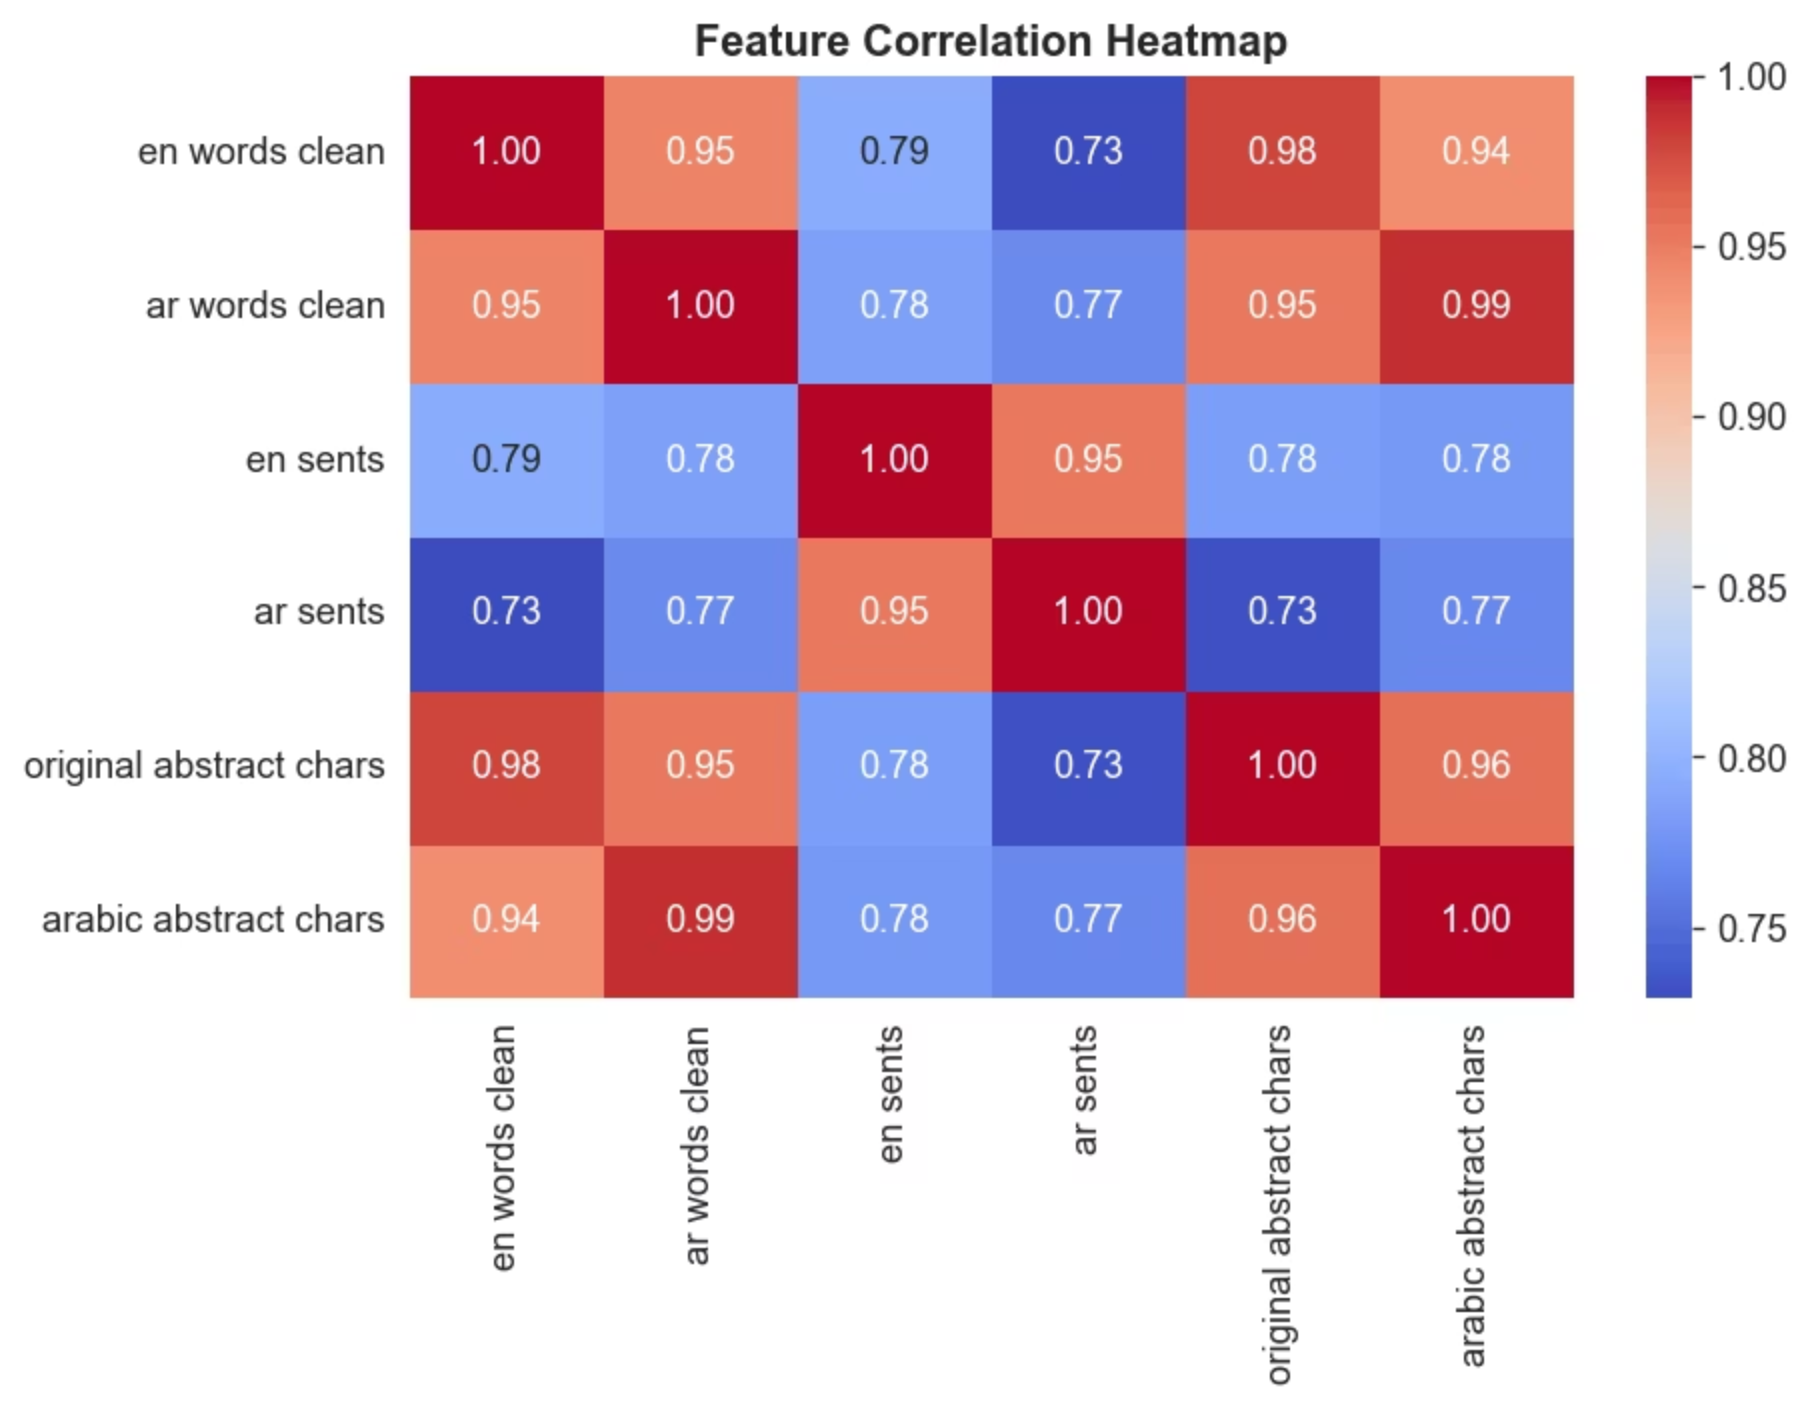 Feature Correlation Heatmap
en words clean 1.00 0.95 0.79 0.73 0.98 0.94
ar words clean 0.95 1.00 0.78 0.77 0.95 0.99
en sents 0.79 0.78 1.00 0.95 0.78 0.78
ar sents 0.73 0.77 0.95 1.00 0.73 0.77
original abstract chars 0.98 0.95 0.78 0.73 1.00 0.96
arabic abstract chars 0.94 0.99 0.78 0.77 0.96 1.00
en words clean
ar words clean
en sents
ar sents
original abstract chars
arabic abstract chars
1.00
0.95
0.90
0.85
0.80
0.75